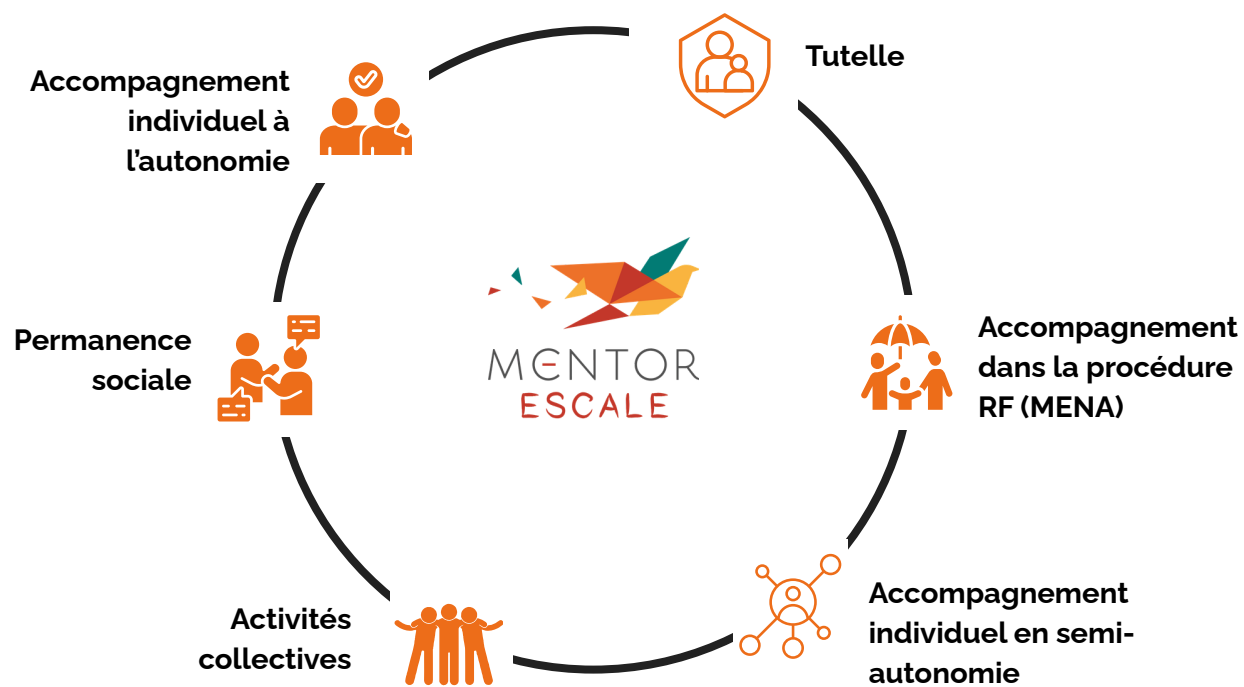 Tutelle
Accompagnement
dans la procédure
RF (MENA)
Accompagnement
individuel en semi-
autonomie
Activités
collectives
Permanence
sociale
Accompagnement
individuel à
l’autonomie
MENTOR
ESCALE